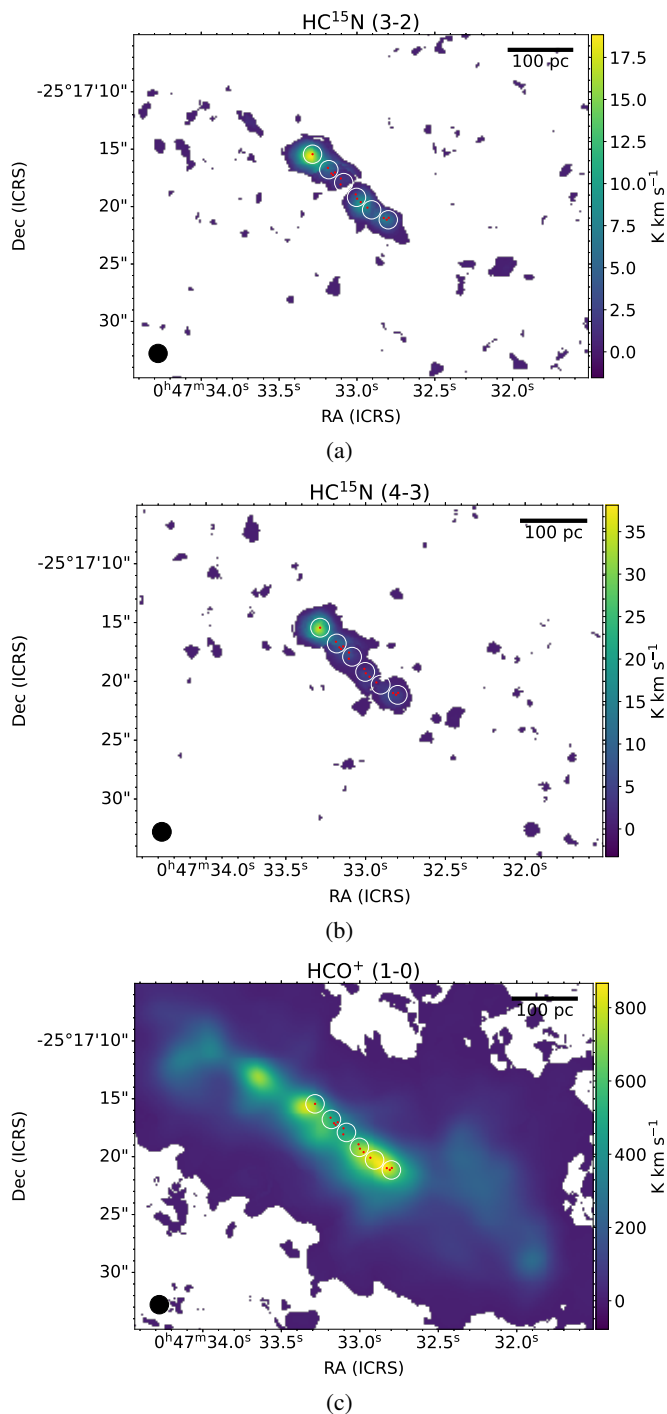 HC¹⁵N (3-2)
100 pc
-25°17'10"
15"
20"
25"
30"
Dec (ICRS)
0ʰ47ᵐ34.0ˢ 33.5ˢ 33.0ˢ 32.5ˢ 32.0ˢ
RA (ICRS)
17.5
15.0
12.5
10.0
7.5
5.0
2.5
0.0
K km s⁻¹
(a)
HC¹⁵N (4-3)
100 pc
-25°17'10"
15"
20"
25"
30"
Dec (ICRS)
0ʰ47ᵐ34.0ˢ 33.5ˢ 33.0ˢ 32.5ˢ 32.0ˢ
RA (ICRS)
35
30
25
20
15
10
5
0
K km s⁻¹
(b)
HCO⁺ (1-0)
100 pc
-25°17'10"
15"
20"
25"
30"
Dec (ICRS)
0ʰ47ᵐ34.0ˢ 33.5ˢ 33.0ˢ 32.5ˢ 32.0ˢ
RA (ICRS)
800
600
400
200
0
K km s⁻¹
(c)